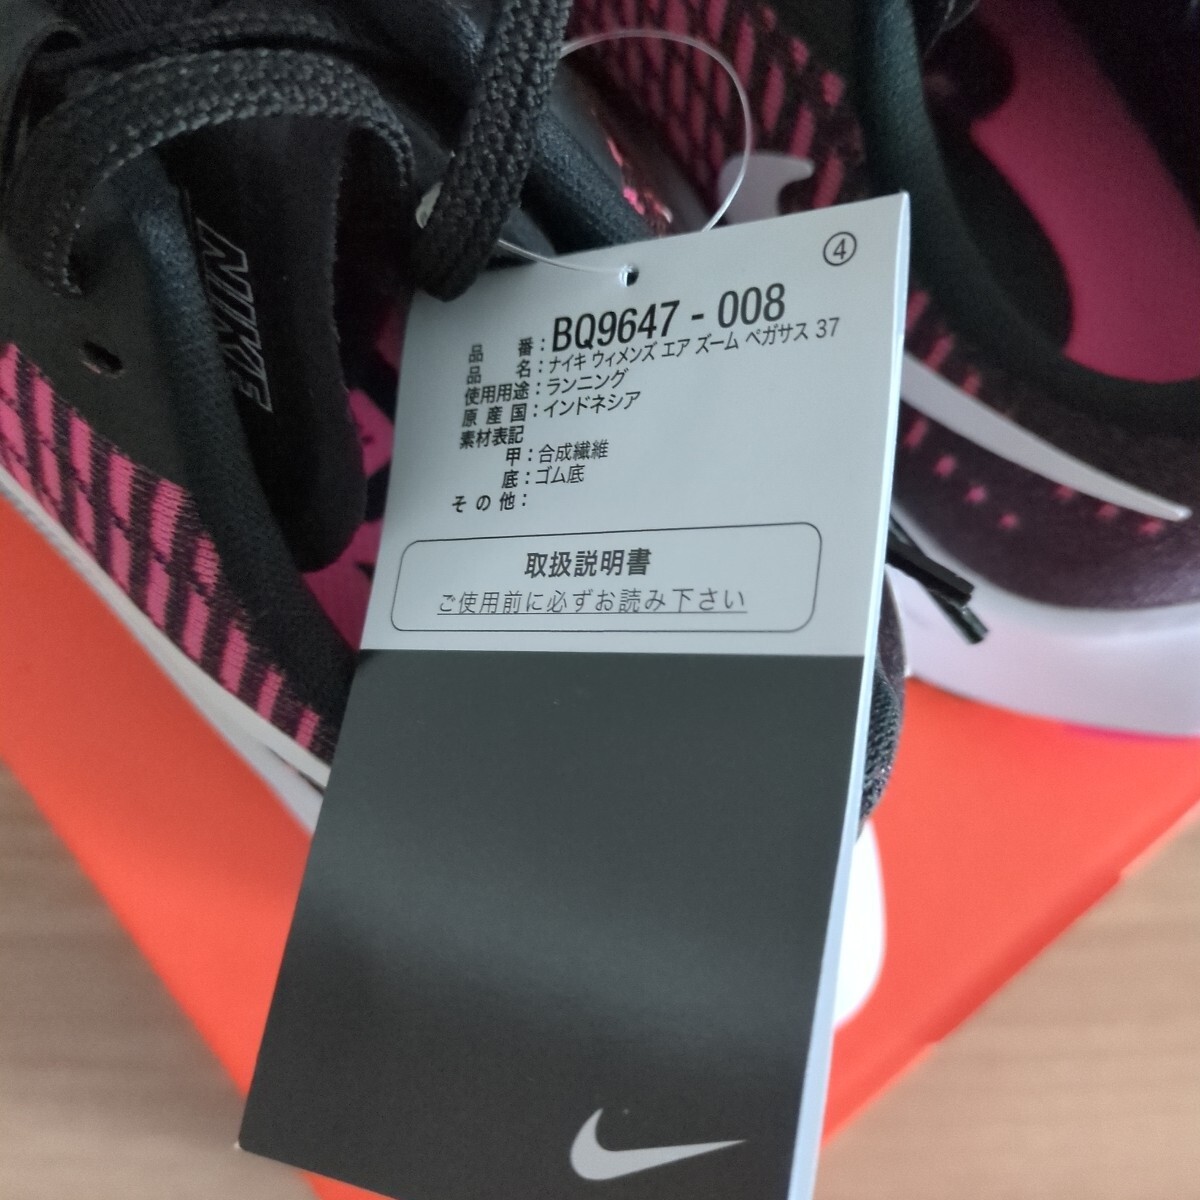 ④
品番：BQ9647 - 008
品名：ナイキ ウィメンズ エア ズーム ペガサス 37
使用用途：ランニング
原産国：インドネシア
素材表記
甲：合成繊維
底：ゴム底
その他：
取扱説明書
ご使用前に必ずお読み下さい
NIKE